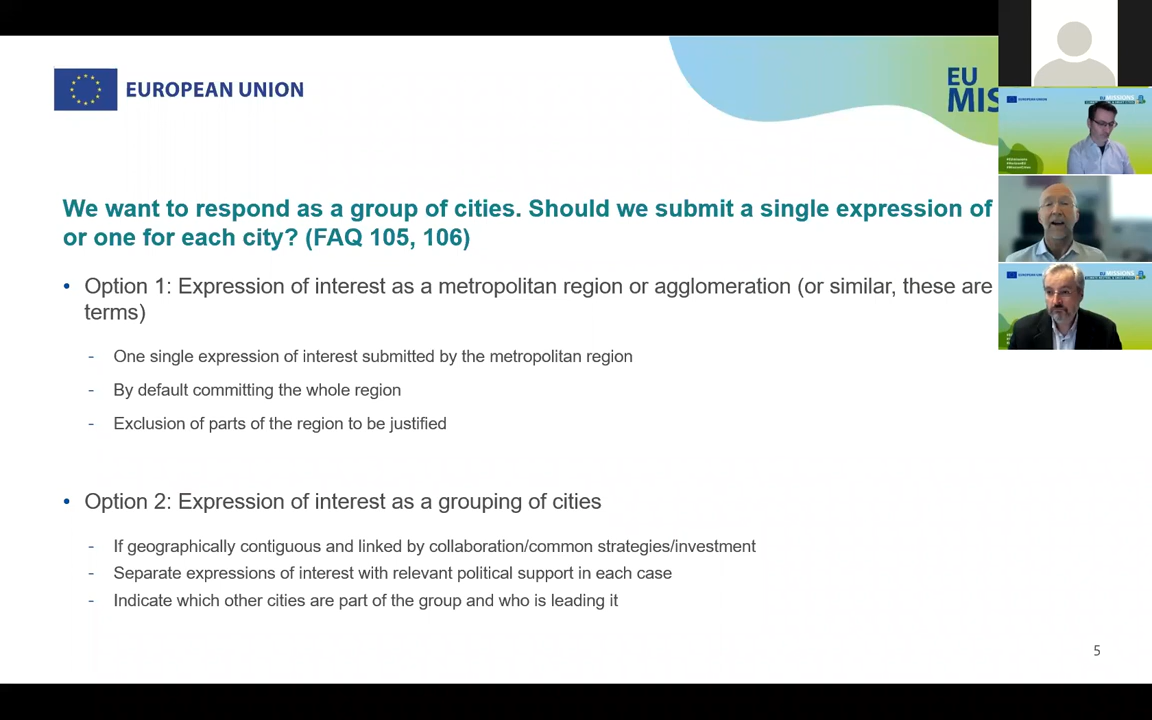 EUROPEAN UNION
EU
MIS
We want to respond as a group of cities. Should we submit a single expression of
or one for each city? (FAQ 105, 106)
• Option 1: Expression of interest as a metropolitan region or agglomeration (or similar, these are
terms)
- One single expression of interest submitted by the metropolitan region
- By default committing the whole region
- Exclusion of parts of the region to be justified
• Option 2: Expression of interest as a grouping of cities
- If geographically contiguous and linked by collaboration/common strategies/investment
- Separate expressions of interest with relevant political support in each case
- Indicate which other cities are part of the group and who is leading it
5